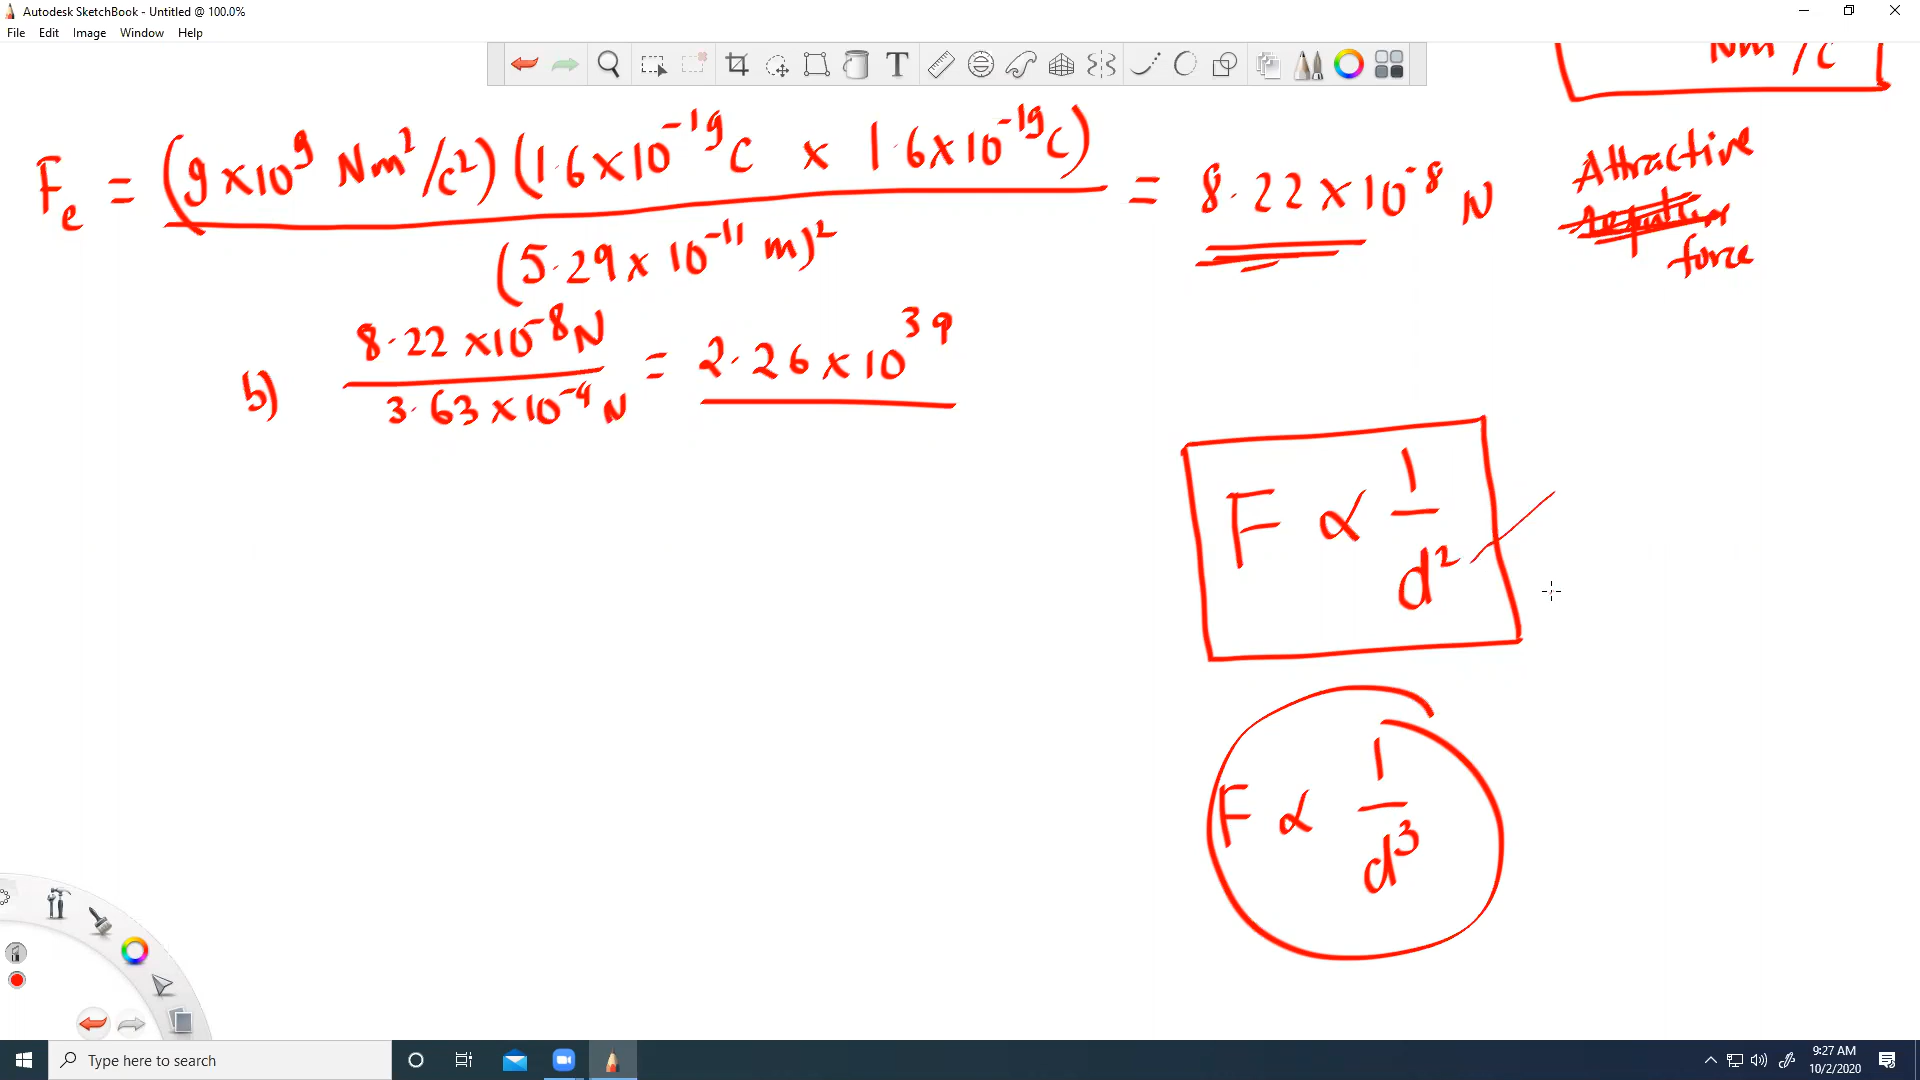 Autodesk SketchBook - Untitled @ 100.0%
File Edit Image Window Help
T
Nm /C
Fe = (9×10⁹ Nm²/C²) (1.6×10⁻¹⁹C × 1.6×10⁻¹⁹C) = 8.22×10⁻⁸ N
(5.29×10⁻¹¹ m)²
Attractive
force
b) 8.22×10⁻⁸N = 2.26×10³⁹
3.63×10⁻⁴ N
F ∝ 1
d²
F ∝ 1
d³
Type here to search
9:27 AM
10/2/2020